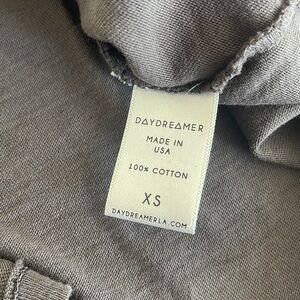 DAYDREAMER
MADE IN
USA
100% COTTON
XS
DAYDREAMERLA.COM